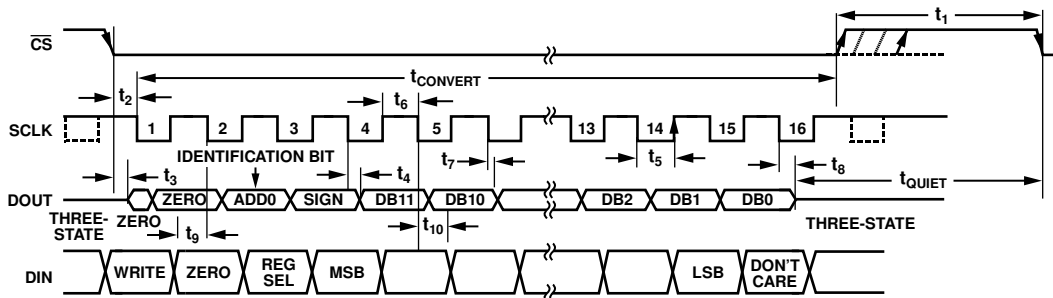 t1
CS
tCONVERT
t2
t6
SCLK
1 2 3 4 5 13 14 15 16
IDENTIFICATION BIT
t7
t5
t8
t3
t4
tQUIET
DOUT
ZERO ADD0 SIGN DB11 DB10 DB2 DB1 DB0
THREE-STATE
ZERO
t9
t10
THREE-STATE
DIN
WRITE ZERO REG SEL MSB LSB DON'T CARE